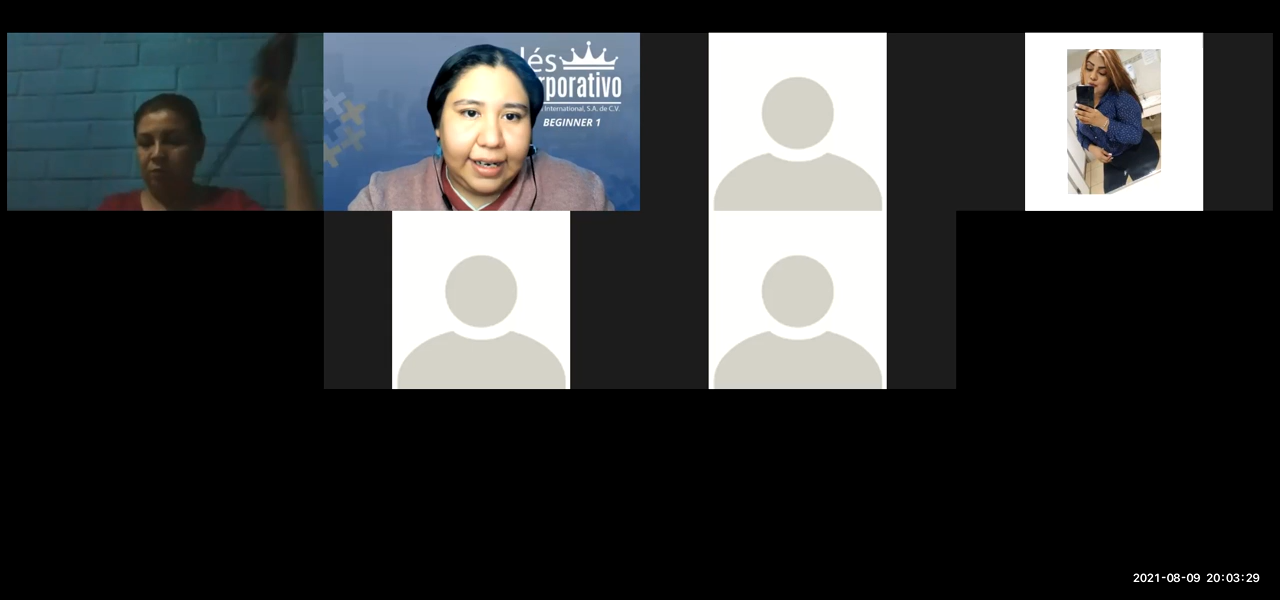 lés
rporativo
International, S.A. de C.V.
BEGINNER 1
2021-08-09 20:03:29